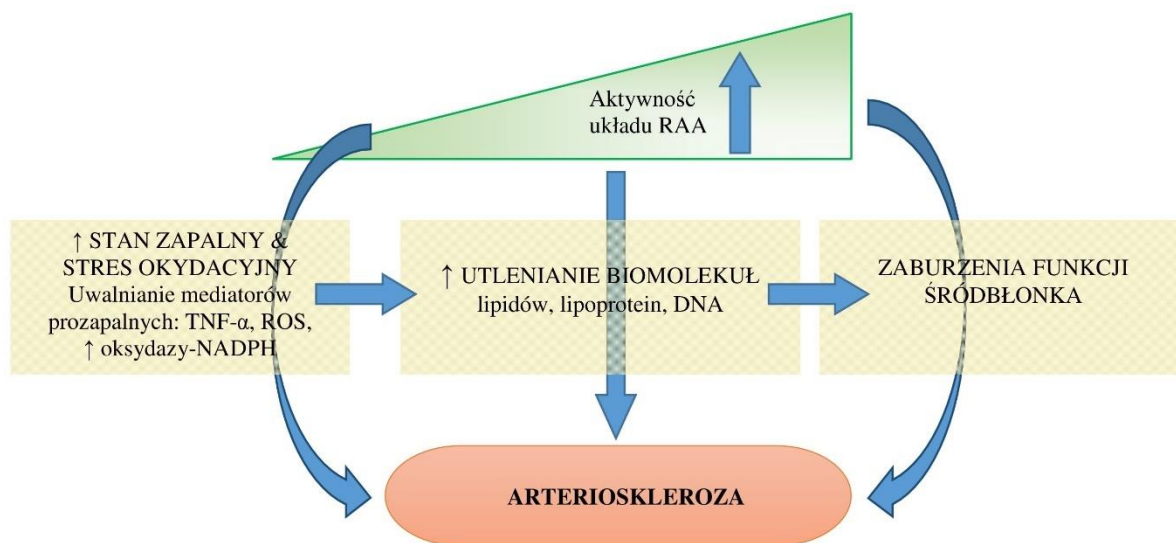 Aktywność
układu RAA
↑ STAN ZAPALNY &
STRES OKYDACYJNY
Uwalnianie mediatorów
prozapalnych: TNF-α, ROS,
↑ oksydazy-NADPH
↑ UTLENIANIE BIOMOLEKUŁ
lipidów, lipoprotein, DNA
ZABURZENIA FUNKCJI
ŚRÓDBŁONKA
ARTERIOSKLEROZA